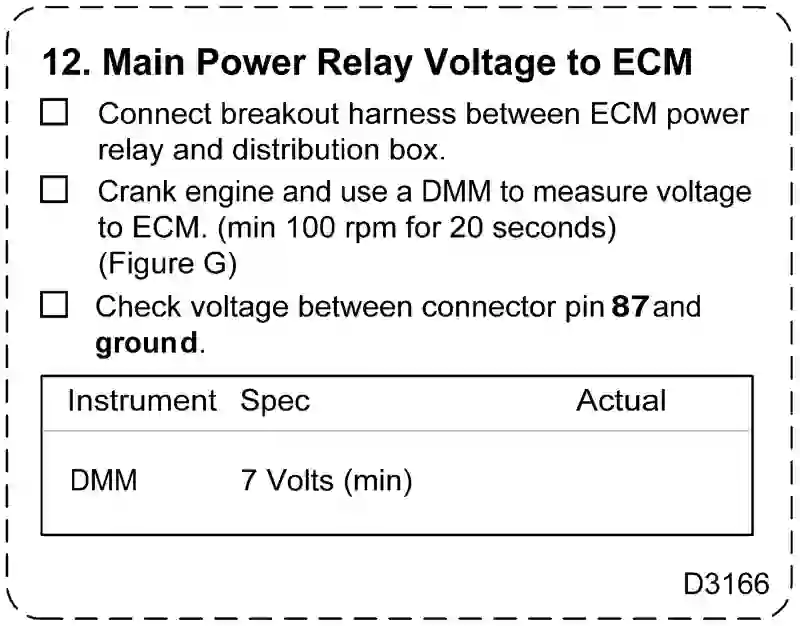 12. Main Power Relay Voltage to ECM
Connect breakout harness between ECM power
relay and distribution box.
Crank engine and use a DMM to measure voltage
to ECM. (min 100 rpm for 20 seconds)
(Figure G)
Check voltage between connector pin 87 and
ground.
Instrument Spec Actual
DMM 7 Volts (min)
D3166